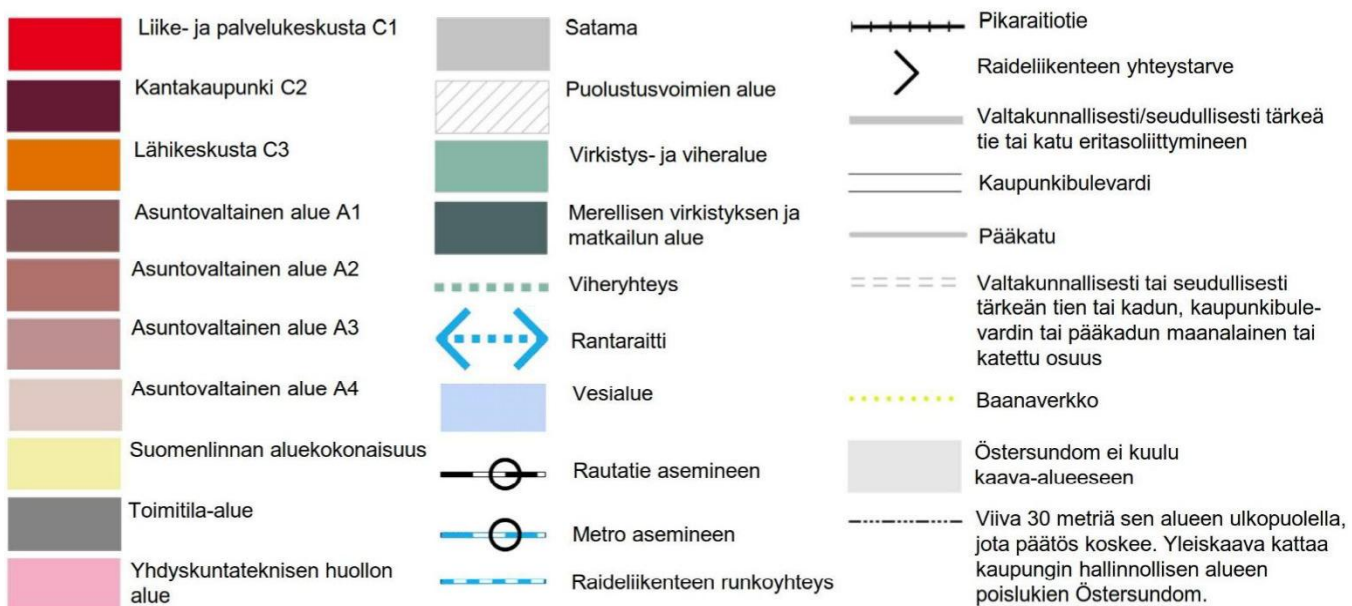 Liike- ja palvelukeskusta C1
Kantakaupunki C2
Lähikeskusta C3
Asuntovaltainen alue A1
Asuntovaltainen alue A2
Asuntovaltainen alue A3
Asuntovaltainen alue A4
Suomenlinnan aluekokonaisuus
Toimitila-alue
Yhdyskuntateknisen huollon
alue
Satama
Puolustusvoimien alue
Virkistys- ja viheralue
Merellisen virkistyksen ja
matkailun alue
Viheryhteys
Rantaraitti
Vesialue
Rautatie asemineen
Metro asemineen
Raideliikenteen runkoyhteys
Pikaraitiotie
Raideliikenteen yhteystarve
Valtakunnallisesti/seudullisesti tärkeä
tie tai katu eritasoliittymineen
Kaupunkibulevardi
Pääkatu
Valtakunnallisesti tai seudullisesti
tärkeän tien tai kadun, kaupunkibule-
vardin tai pääkadun maanalainen tai
katettu osuus
Baanaverkko
Östersundom ei kuulu
kaava-alueeseen
Viiva 30 metriä sen alueen ulkopuolella,
jota päätös koskee. Yleiskaava kattaa
kaupungin hallinnollisen alueen
poislukien Östersundom.